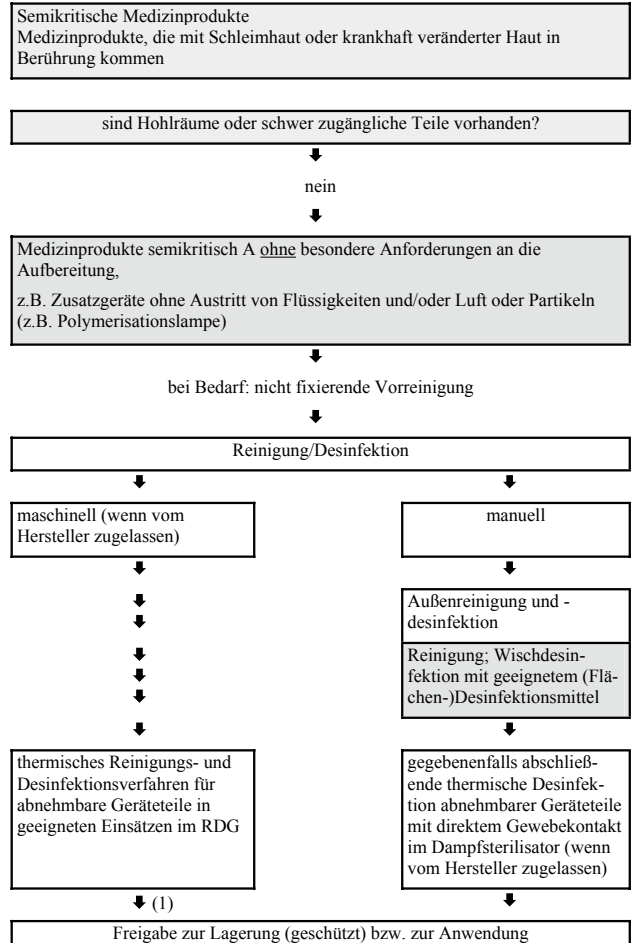 Semikritische Medizinprodukte
Medizinprodukte, die mit Schleimhaut oder krankhaft veränderter Haut in
Berührung kommen
sind Hohlräume oder schwer zugängliche Teile vorhanden?
nein
Medizinprodukte semikritisch A ohne besondere Anforderungen an die
Aufbereitung,
z.B. Zusatzgeräte ohne Austritt von Flüssigkeiten und/oder Luft oder Partikeln
(z.B. Polymerisationslampe)
bei Bedarf: nicht fixierende Vorreinigung
Reinigung/Desinfektion
maschinell (wenn vom
Hersteller zugelassen)
manuell
Außenreinigung und -
desinfektion
Reinigung; Wischdesin-
fektion mit geeignetem (Flä-
chen-)Desinfektionsmittel
thermisches Reinigungs- und
Desinfektionsverfahren für
abnehmbare Geräteteile in
geeigneten Einsätzen im RDG
gegebenenfalls abschließ-
ende thermische Desinfek-
tion abnehmbarer Geräteteile
mit direktem Gewebekontakt
im Dampfsterilisator (wenn
vom Hersteller zugelassen)
(1)
Freigabe zur Lagerung (geschützt) bzw. zur Anwendung